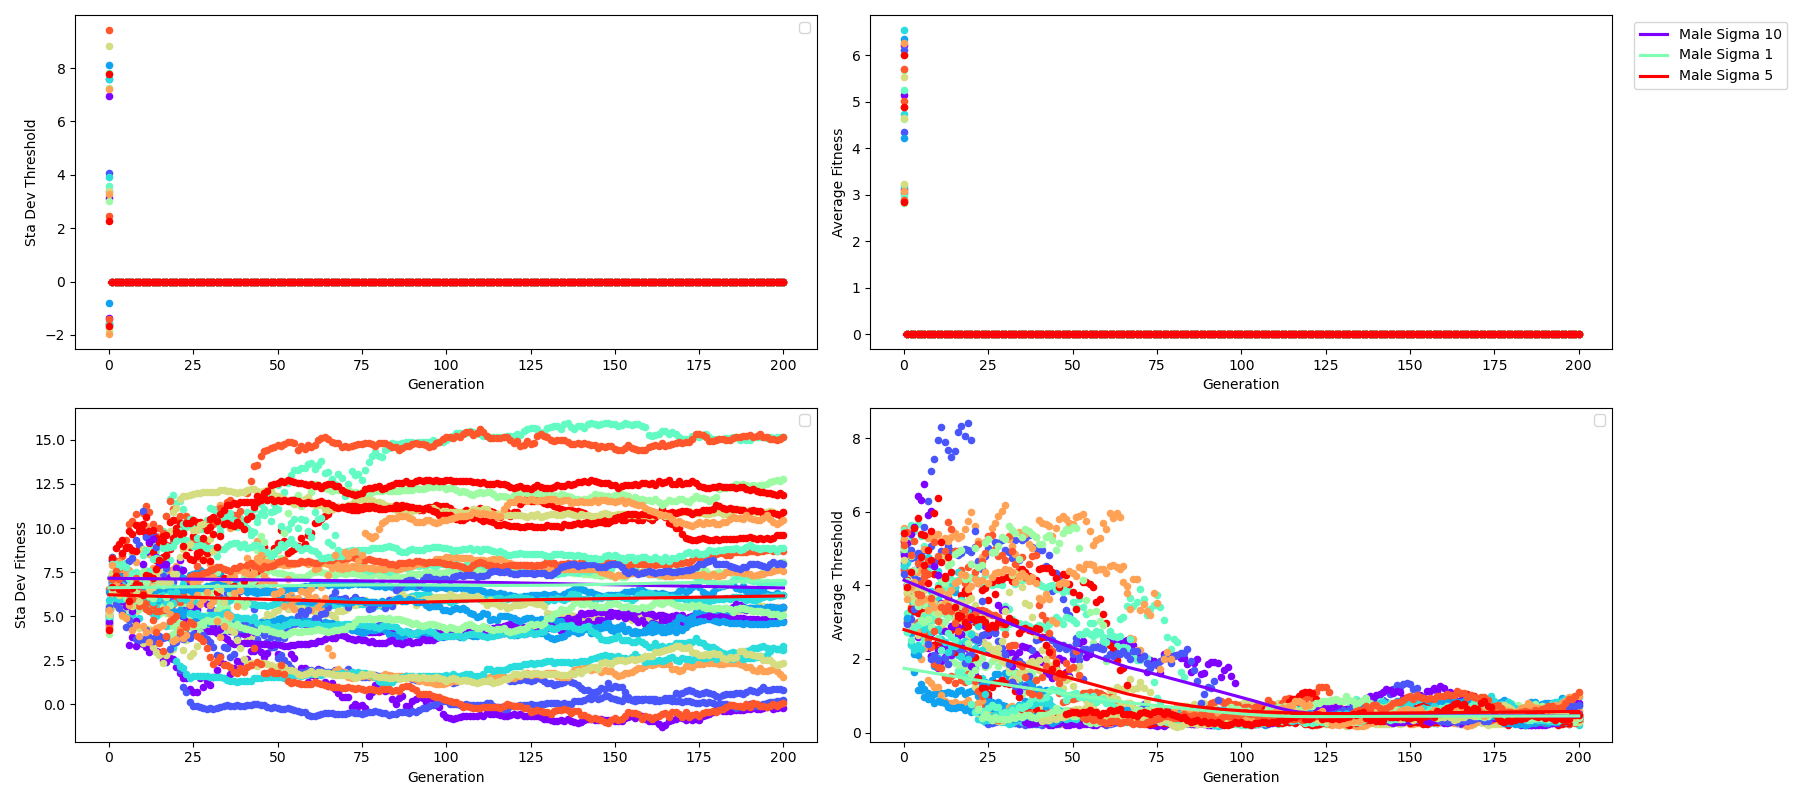 Sta Dev Threshold
8
6
4
2
0
−2
0 25 50 75 100 125 150 175 200
Generation
Average Fitness
6
5
4
3
2
1
0
0 25 50 75 100 125 150 175 200
Generation
Male Sigma 10
Male Sigma 1
Male Sigma 5
Sta Dev Fitness
15.0
12.5
10.0
7.5
5.0
2.5
0.0
0 25 50 75 100 125 150 175 200
Generation
Average Threshold
8
6
4
2
0
0 25 50 75 100 125 150 175 200
Generation